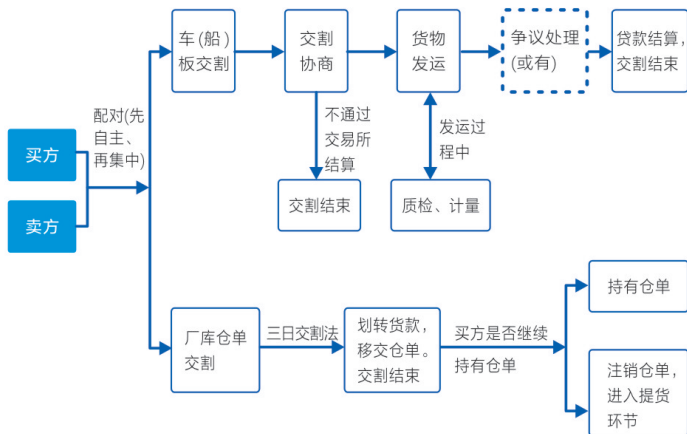 车(船)
板交割
交割
协商
货物
发运
争议处理
(或有)
贷款结算,
交割结束
配对(先
自主、
再集中)
买方
卖方
不通过
交易所
结算
发运过
程中
交割结束
质检、计量
厂库仓单
交割
三日交割法
划转货款,
移交仓单。
交割结束
买方是否继续
持有仓单
持有仓单
注销仓单,
进入提货
环节